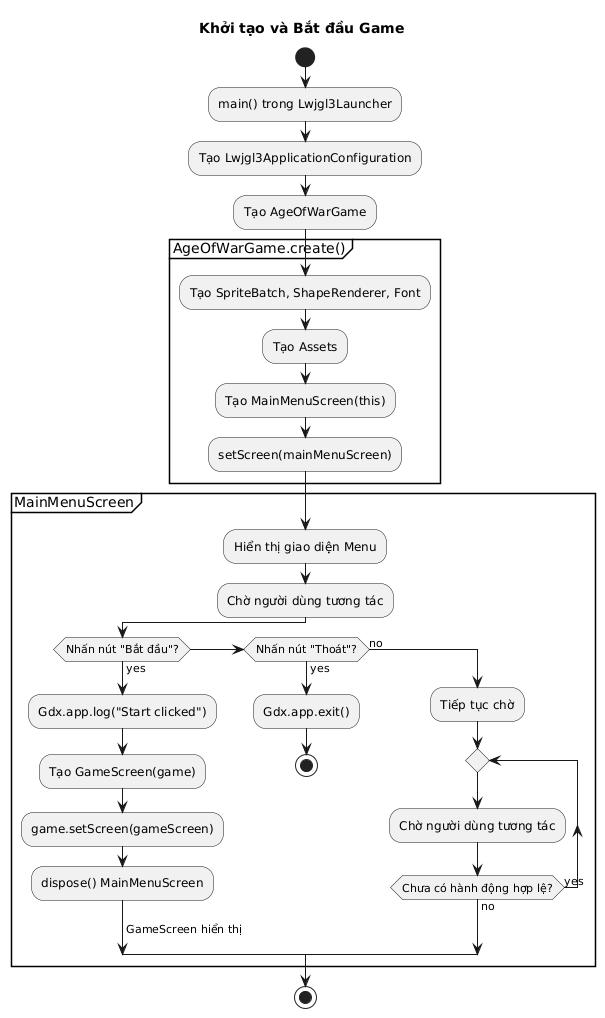 Khởi tạo và Bắt đầu Game
main() trong Lwjgl3Launcher
Tạo Lwjgl3ApplicationConfiguration
Tạo AgeOfWarGame
AgeOfWarGame.create()
Tạo SpriteBatch, ShapeRenderer, Font
Tạo Assets
Tạo MainMenuScreen(this)
setScreen(mainMenuScreen)
MainMenuScreen
Hiển thị giao diện Menu
Chờ người dùng tương tác
Nhấn nút "Bắt đầu"?
yes
Gdx.app.log("Start clicked")
Tạo GameScreen(game)
game.setScreen(gameScreen)
dispose() MainMenuScreen
GameScreen hiển thị
Nhấn nút "Thoát"?
yes
Gdx.app.exit()
no
Tiếp tục chờ
Chờ người dùng tương tác
Chưa có hành động hợp lệ?
yes
no